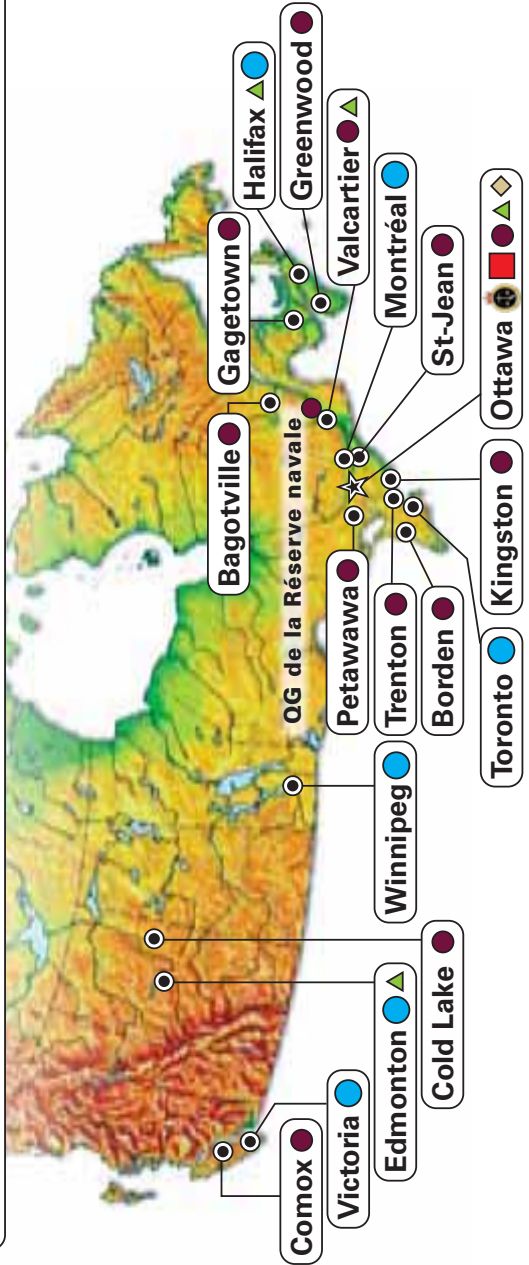 Comox
Victoria
Edmonton
Cold Lake
Winnipeg
Bagotville
Gagetown
QG de la Réserve navale
Petawawa
Trenton
Borden
Toronto
Kingston
Ottawa
St-Jean
Montréal
Valcartier
Greenwood
Halifax